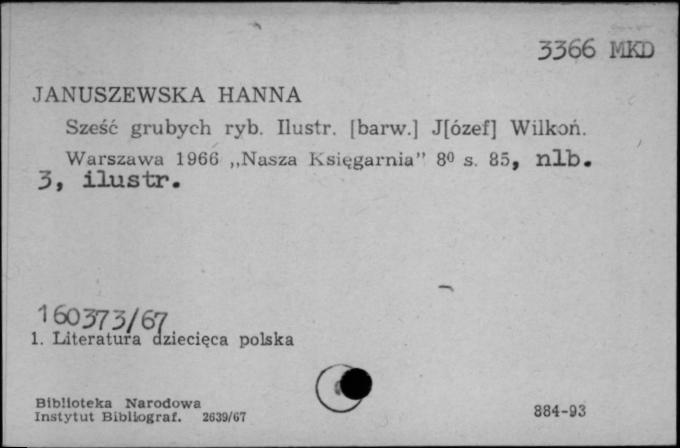 3366 MKD
JANUSZEWSKA HANNA
Sześć grubych ryb. Ilustr. [barw.] J[ózef] Wilkoń.
Warszawa 1966 „Nasza Księgarnia” 8⁰ s. 85, nlb.
3, ilustr.
160373/67
1. Literatura dziecięca polska
Biblioteka Narodowa
Instytut Bibliograf. 2639/67
884-93